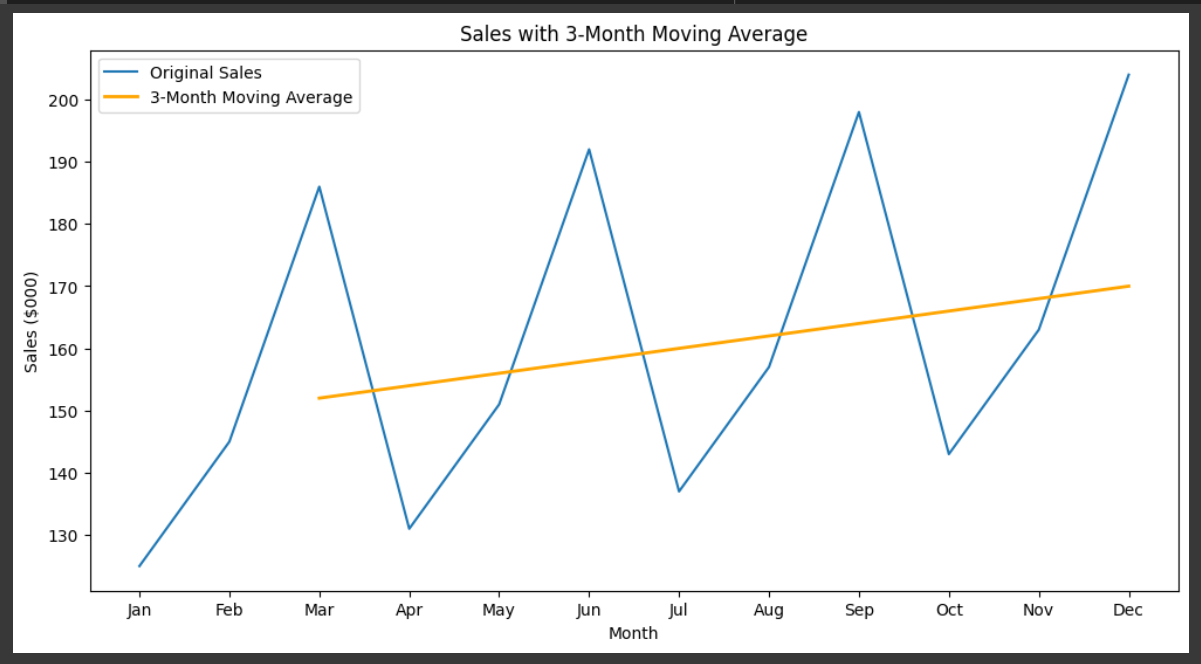 Sales with 3-Month Moving Average
Original Sales
3-Month Moving Average
200
190
180
170
160
150
140
130
Sales ($000)
Jan Feb Mar Apr May Jun Jul Aug Sep Oct Nov Dec
Month